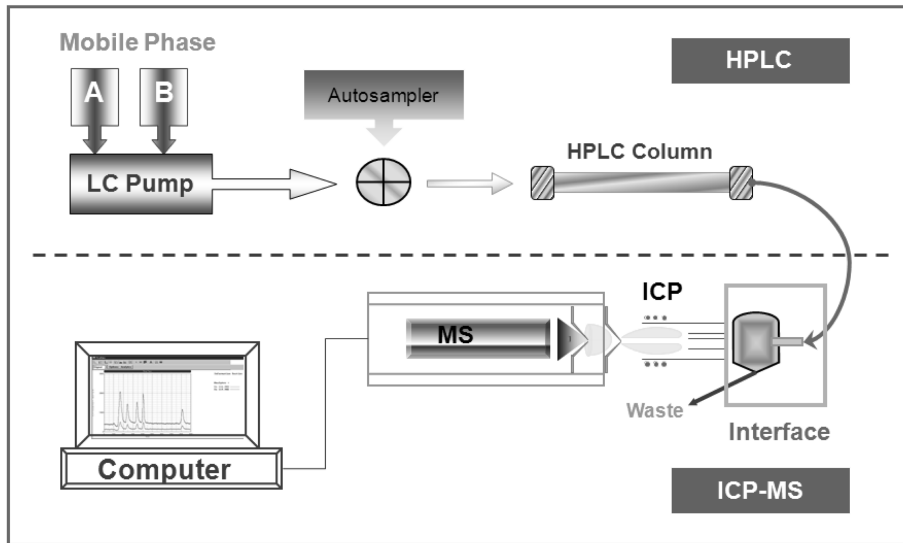 Mobile Phase
HPLC
A
B
Autosampler
LC Pump
HPLC Column
ICP
MS
Waste
Interface
Computer
ICP-MS